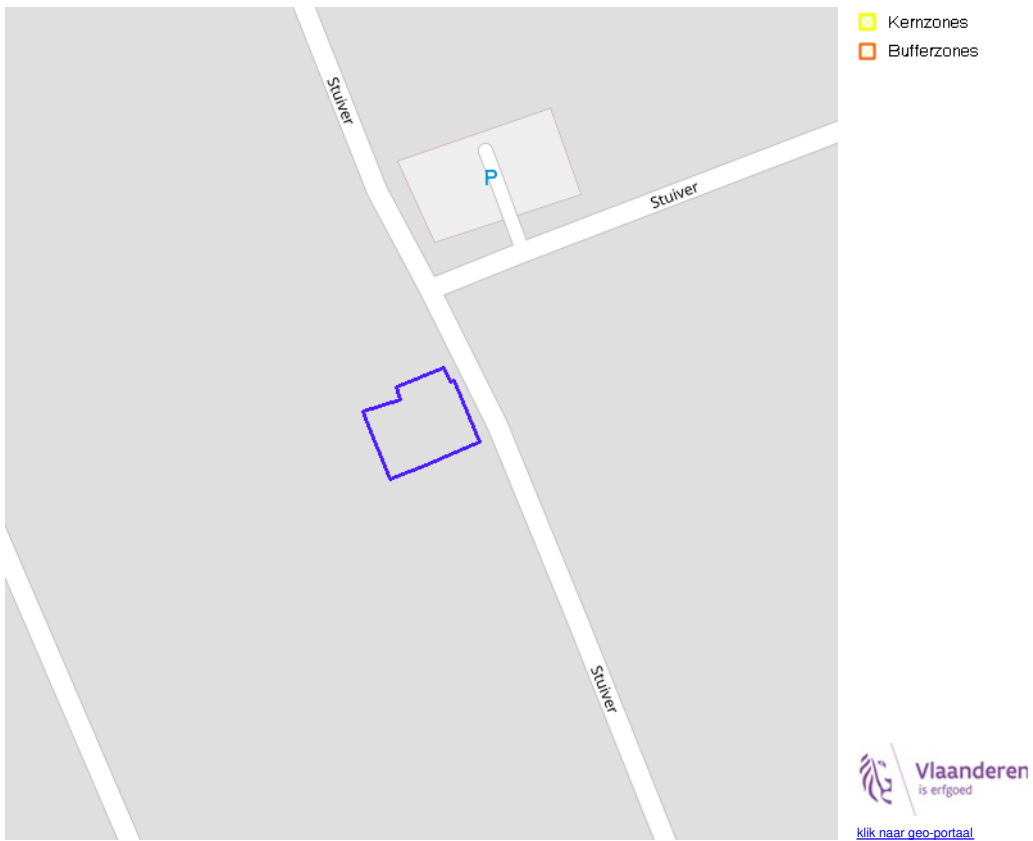 Kernzones
Bufferzones
Stuiver
P
Stuiver
Stuiver
Vlaanderen
is erfgoed
klik naar geo-portaal